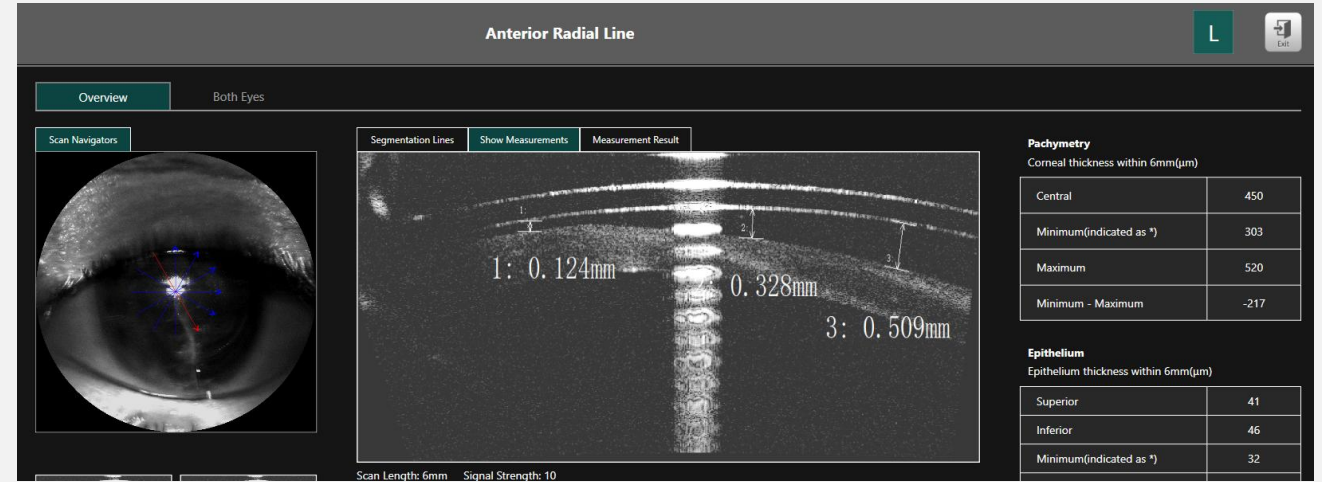 Anterior Radial Line
L
Exit
Overview Both Eyes
Scan Navigators
Segmentation Lines Show Measurements Measurement Result
1:
2:
3:
1: 0.124mm
0.328mm
3: 0.509mm
Scan Length: 6mm Signal Strength: 10
Pachymetry
Corneal thickness within 6mm(μm)
Central 450
Minimum(indicated as *) 303
Maximum 520
Minimum - Maximum -217
Epithelium
Epithelium thickness within 6mm(μm)
Superior 41
Inferior 46
Minimum(indicated as *) 32